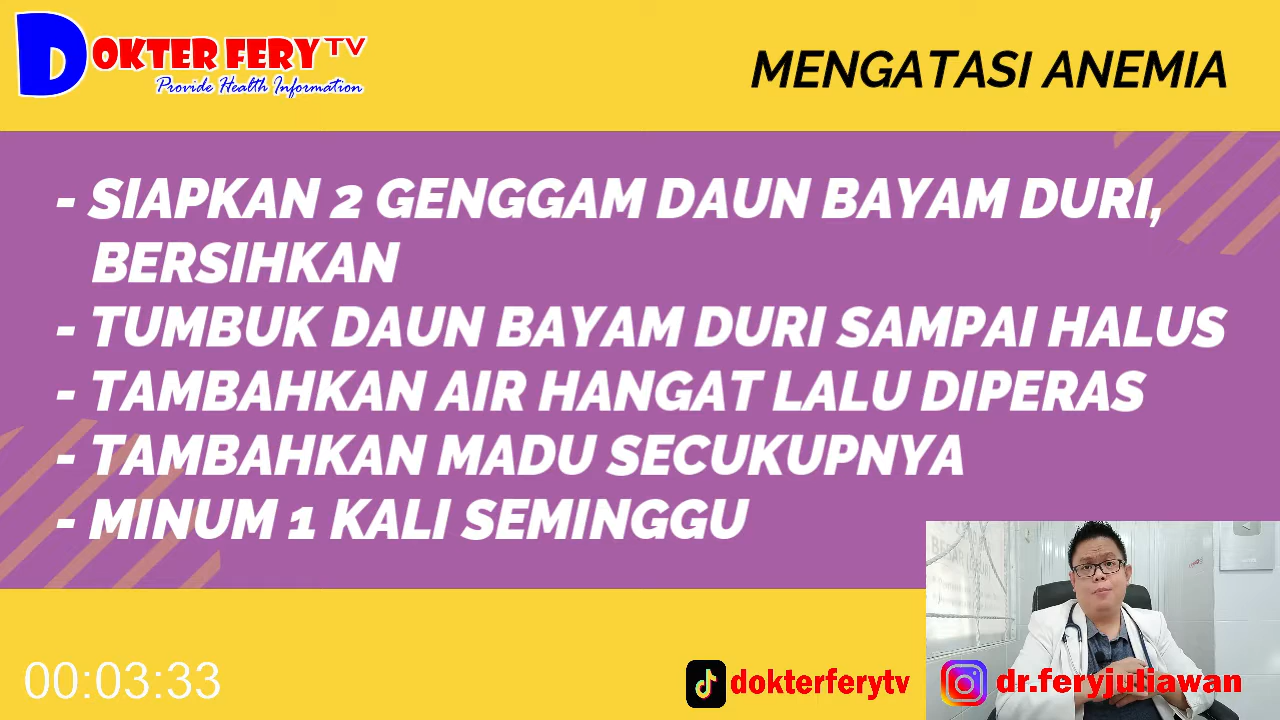 DOKTER FERY TV
Provide Health Information
MENGATASI ANEMIA
- SIAPKAN 2 GENGGAM DAUN BAYAM DURI,
BERSIHKAN
- TUMBUK DAUN BAYAM DURI SAMPAI HALUS
- TAMBAHKAN AIR HANGAT LALU DIPERAS
- TAMBAHKAN MADU SECUKUPNYA
- MINUM 1 KALI SEMINGGU
00:03:33
dokterferytv
dr.feryjuliawan